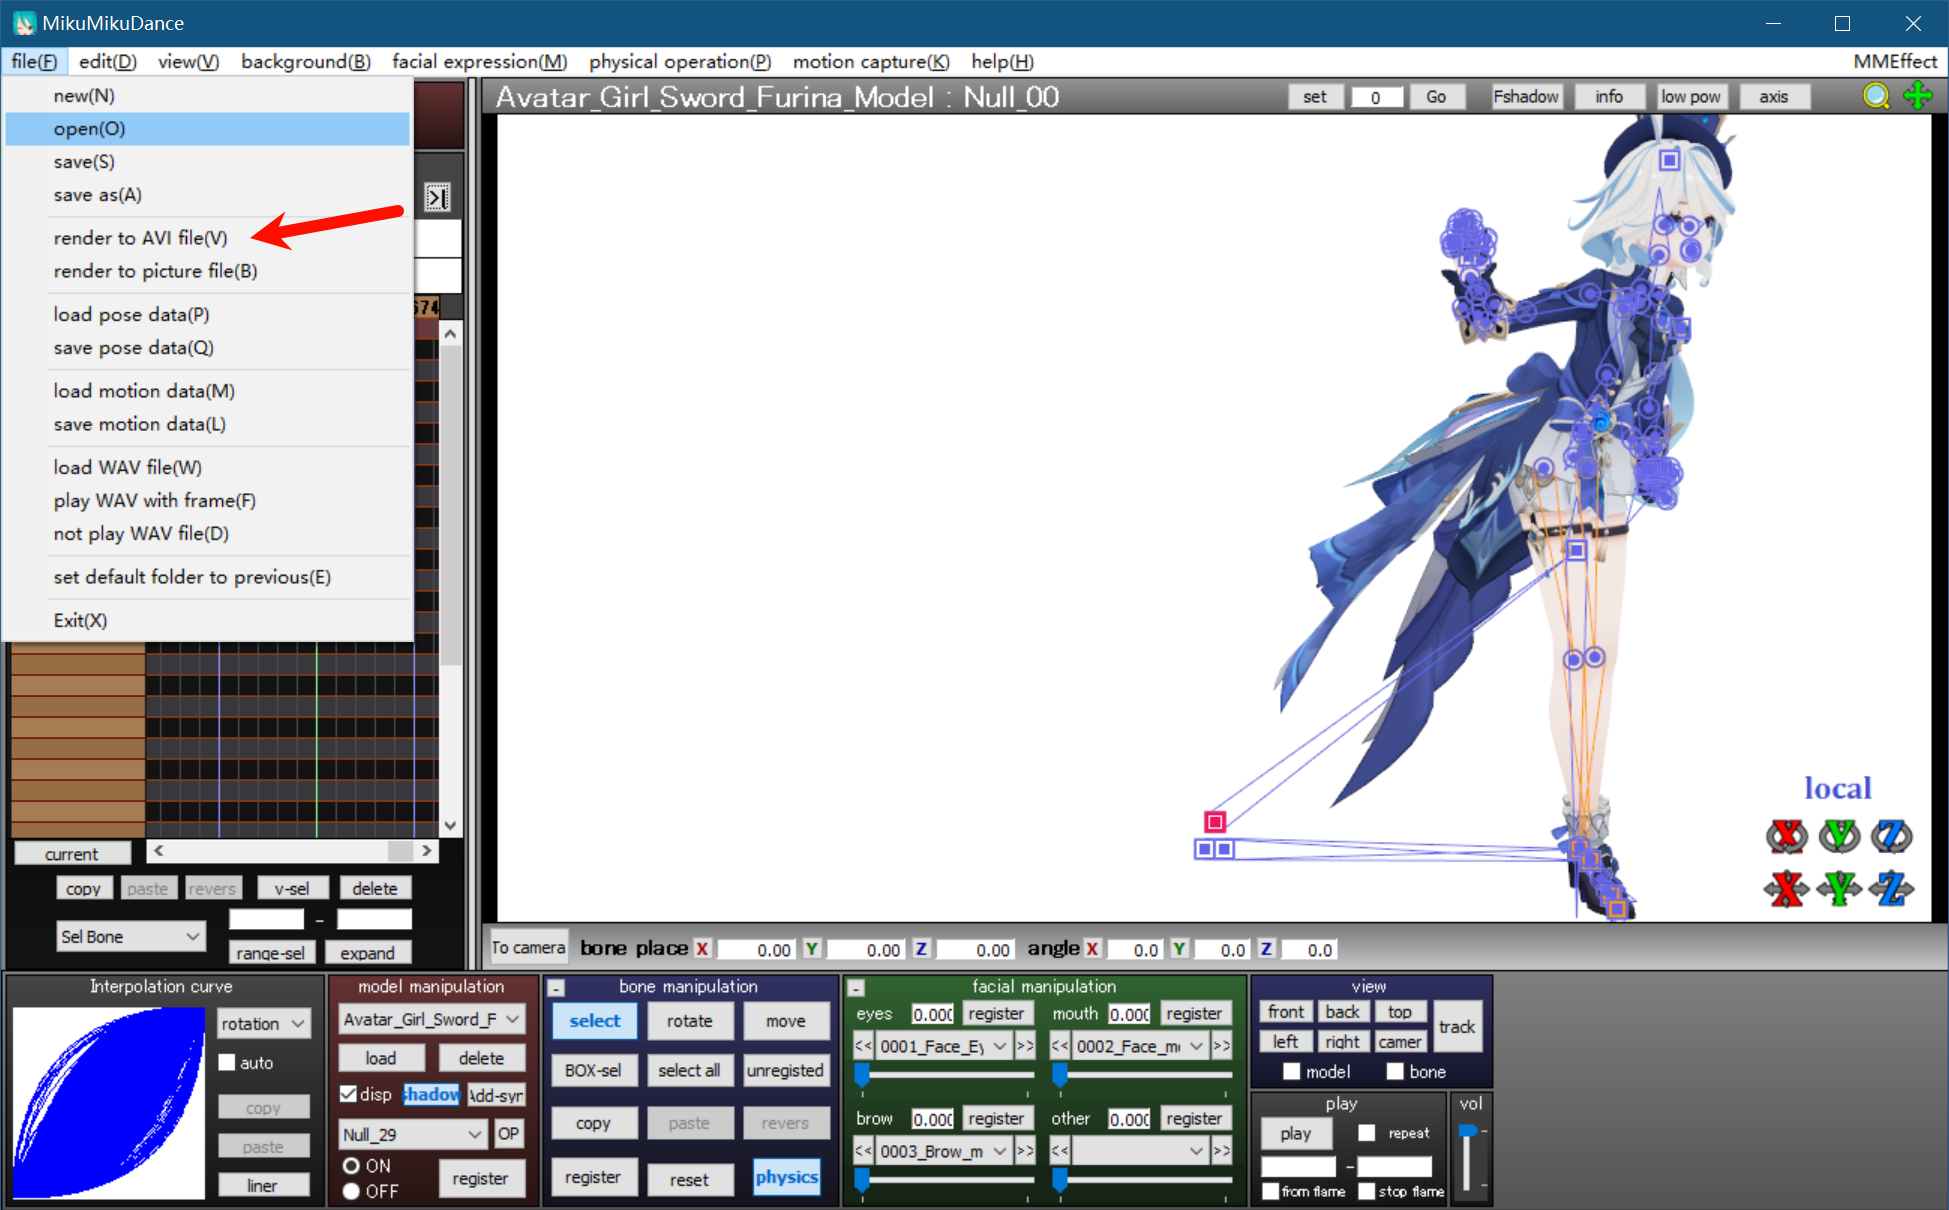 MikuMikuDance
file(F) edit(D) view(V) background(B) facial expression(M) physical operation(P) motion capture(K) help(H) MMEffect
new(N)
open(O)
save(S)
save as(A)
render to AVI file(V)
render to picture file(B)
load pose data(P)
save pose data(Q)
load motion data(M)
save motion data(L)
load WAV file(W)
play WAV with frame(F)
not play WAV file(D)
set default folder to previous(E)
Exit(X)
674
Avatar_Girl_Sword_Furina_Model : Null_00
set 0 Go Fshadow info low pow axis
local
X Y Z
X Y Z
current
copy paste revers v-sel delete
Sel Bone -
range-sel expand
To camera bone place X 0.00 Y 0.00 Z 0.00 angle X 0.0 Y 0.0 Z 0.0
Interpolation curve
rotation
auto
copy
paste
liner
model manipulation
Avatar_Girl_Sword_F
load delete
disp shadow Add-syn
Null_29 OP
ON
OFF
register
- bone manipulation
select rotate move
BOX-sel select all unregisted
copy paste revers
register reset physics
- facial manipulation
eyes 0.000 register mouth 0.000 register
<< 0001_Face_Ey >> << 0002_Face_m >>
brow 0.000 register other 0.000 register
<< 0003_Brow_m >> << >>
view
front back top
left right camer
track
model bone
play
play repeat
-
from flame stop flame
vol